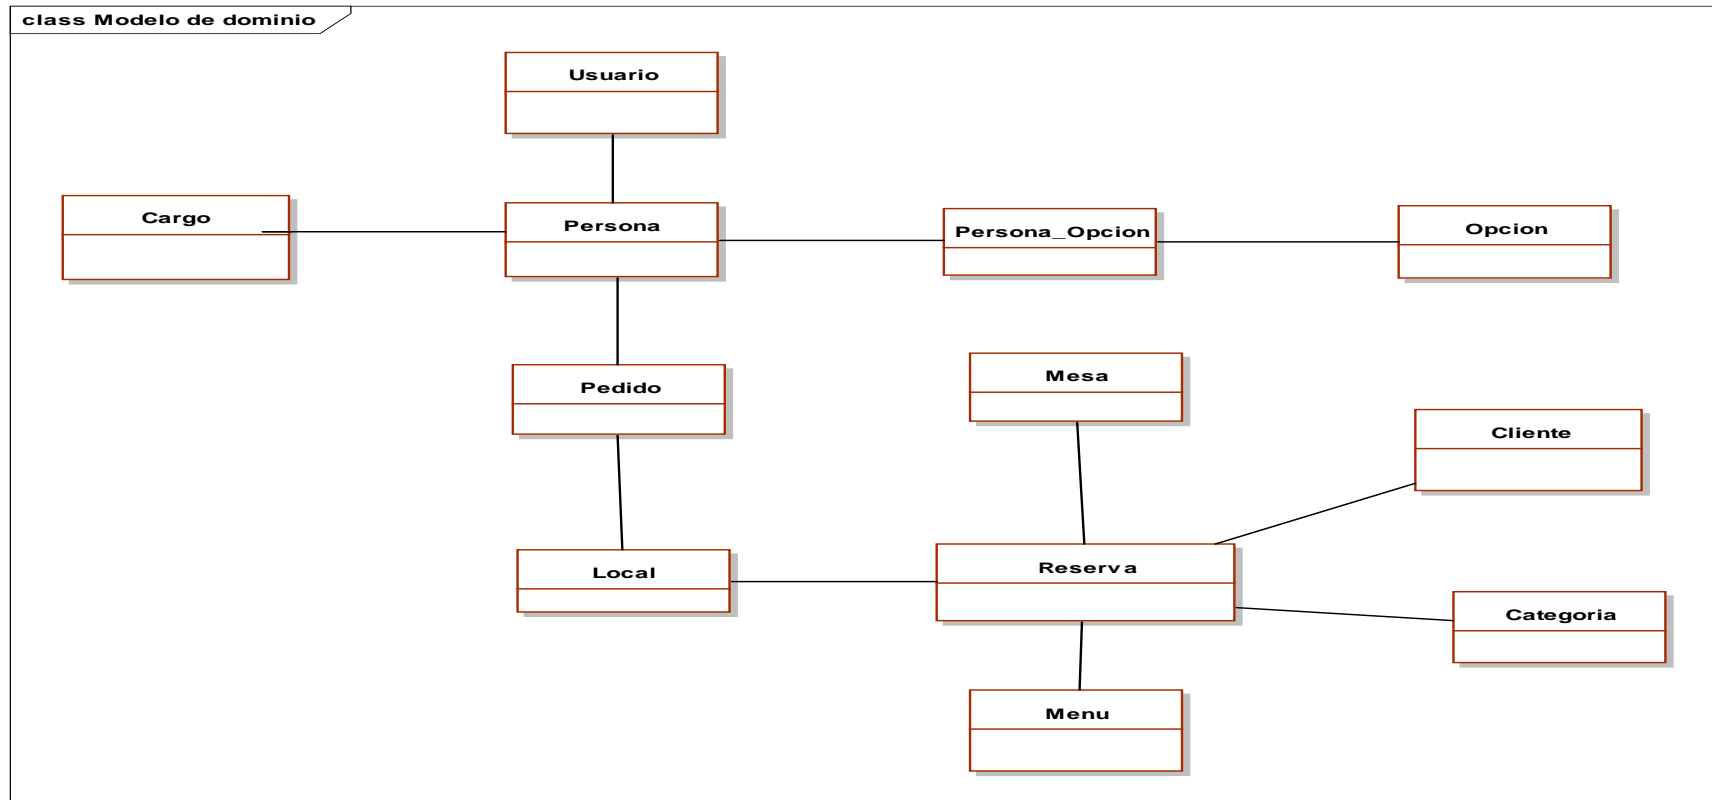 class Modelo de dominio
Usuario
Cargo
Persona
Persona_Opcion
Opcion
Mesa
Pedido
Cliente
Local
Reserva
Categoria
Menu